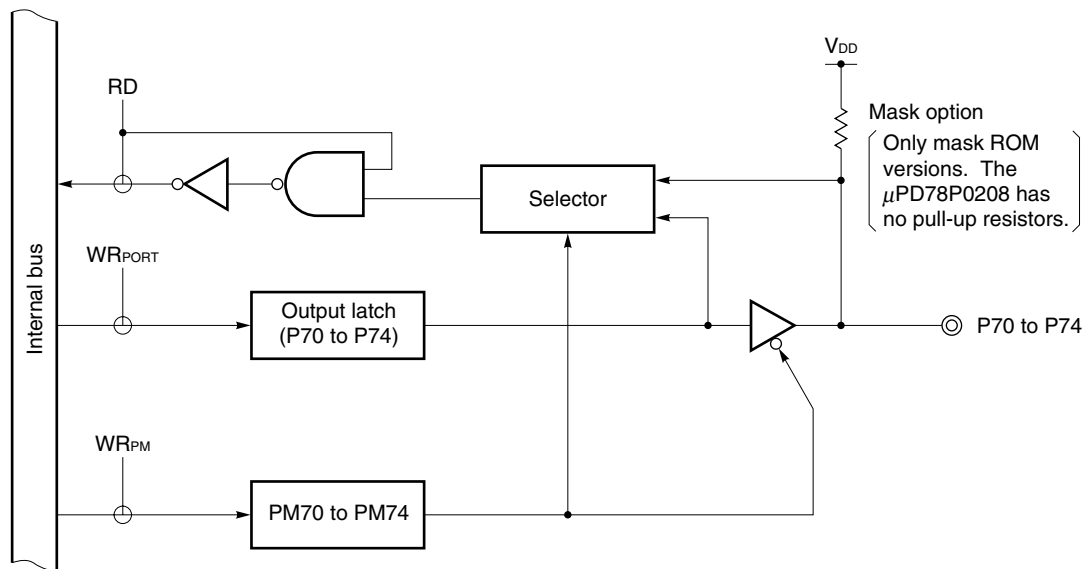 VDD
RD
Mask option
Only mask ROM
versions. The
μPD78P0208 has
no pull-up resistors.
Selector
WRPORT
Internal bus
Output latch
(P70 to P74)
P70 to P74
WRPM
PM70 to PM74